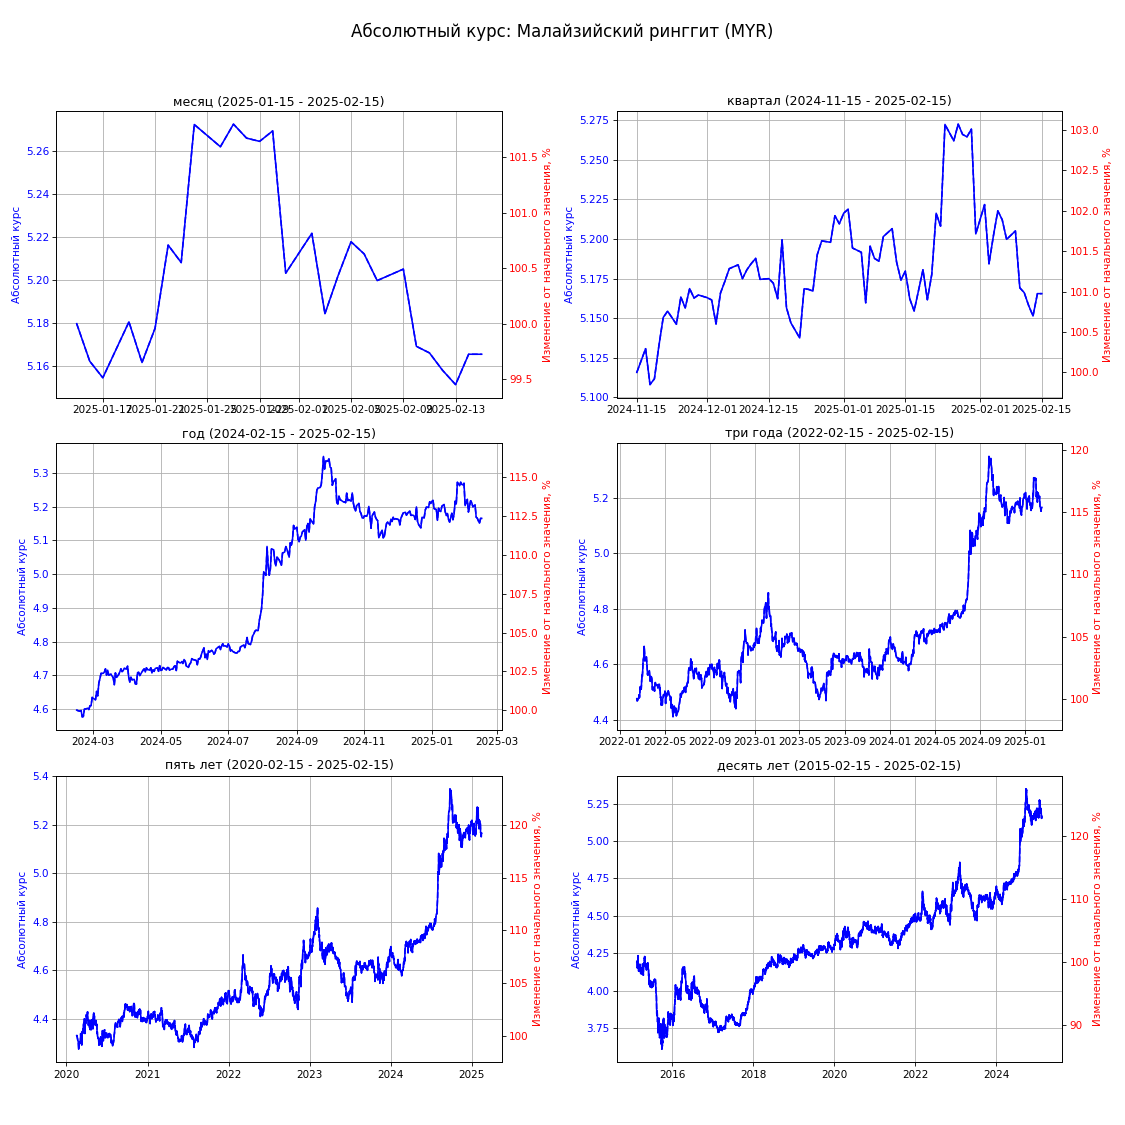 Абсолютный курс: Малайзийский ринггит (MYR)
месяц (2025-01-15 - 2025-02-15)
Абсолютный курс
5.26
5.24
5.22
5.20
5.18
5.16
101.5
101.0
100.5
100.0
99.5
Изменение от начального значения, %
2025-01-17 2025-01-21 2025-01-25 2025-01-29 2025-02-01 2025-02-05 2025-02-09 2025-02-13
квартал (2024-11-15 - 2025-02-15)
Абсолютный курс
5.275
5.250
5.225
5.200
5.175
5.150
5.125
5.100
103.0
102.5
102.0
101.5
101.0
100.5
100.0
Изменение от начального значения, %
2024-11-15 2024-12-01 2024-12-15 2025-01-01 2025-01-15 2025-02-01 2025-02-15
год (2024-02-15 - 2025-02-15)
Абсолютный курс
5.3
5.2
5.1
5.0
4.9
4.8
4.7
4.6
115.0
112.5
110.0
107.5
105.0
102.5
100.0
Изменение от начального значения, %
2024-03 2024-05 2024-07 2024-09 2024-11 2025-01 2025-03
три года (2022-02-15 - 2025-02-15)
Абсолютный курс
5.2
5.0
4.8
4.6
4.4
120
115
110
105
100
Изменение от начального значения, %
2022-01 2022-05 2022-09 2023-01 2023-05 2023-09 2024-01 2024-05 2024-09 2025-01
пять лет (2020-02-15 - 2025-02-15)
Абсолютный курс
5.4
5.2
5.0
4.8
4.6
4.4
120
115
110
105
100
Изменение от начального значения, %
2020 2021 2022 2023 2024 2025
десять лет (2015-02-15 - 2025-02-15)
Абсолютный курс
5.25
5.00
4.75
4.50
4.25
4.00
3.75
120
110
100
90
Изменение от начального значения, %
2016 2018 2020 2022 2024